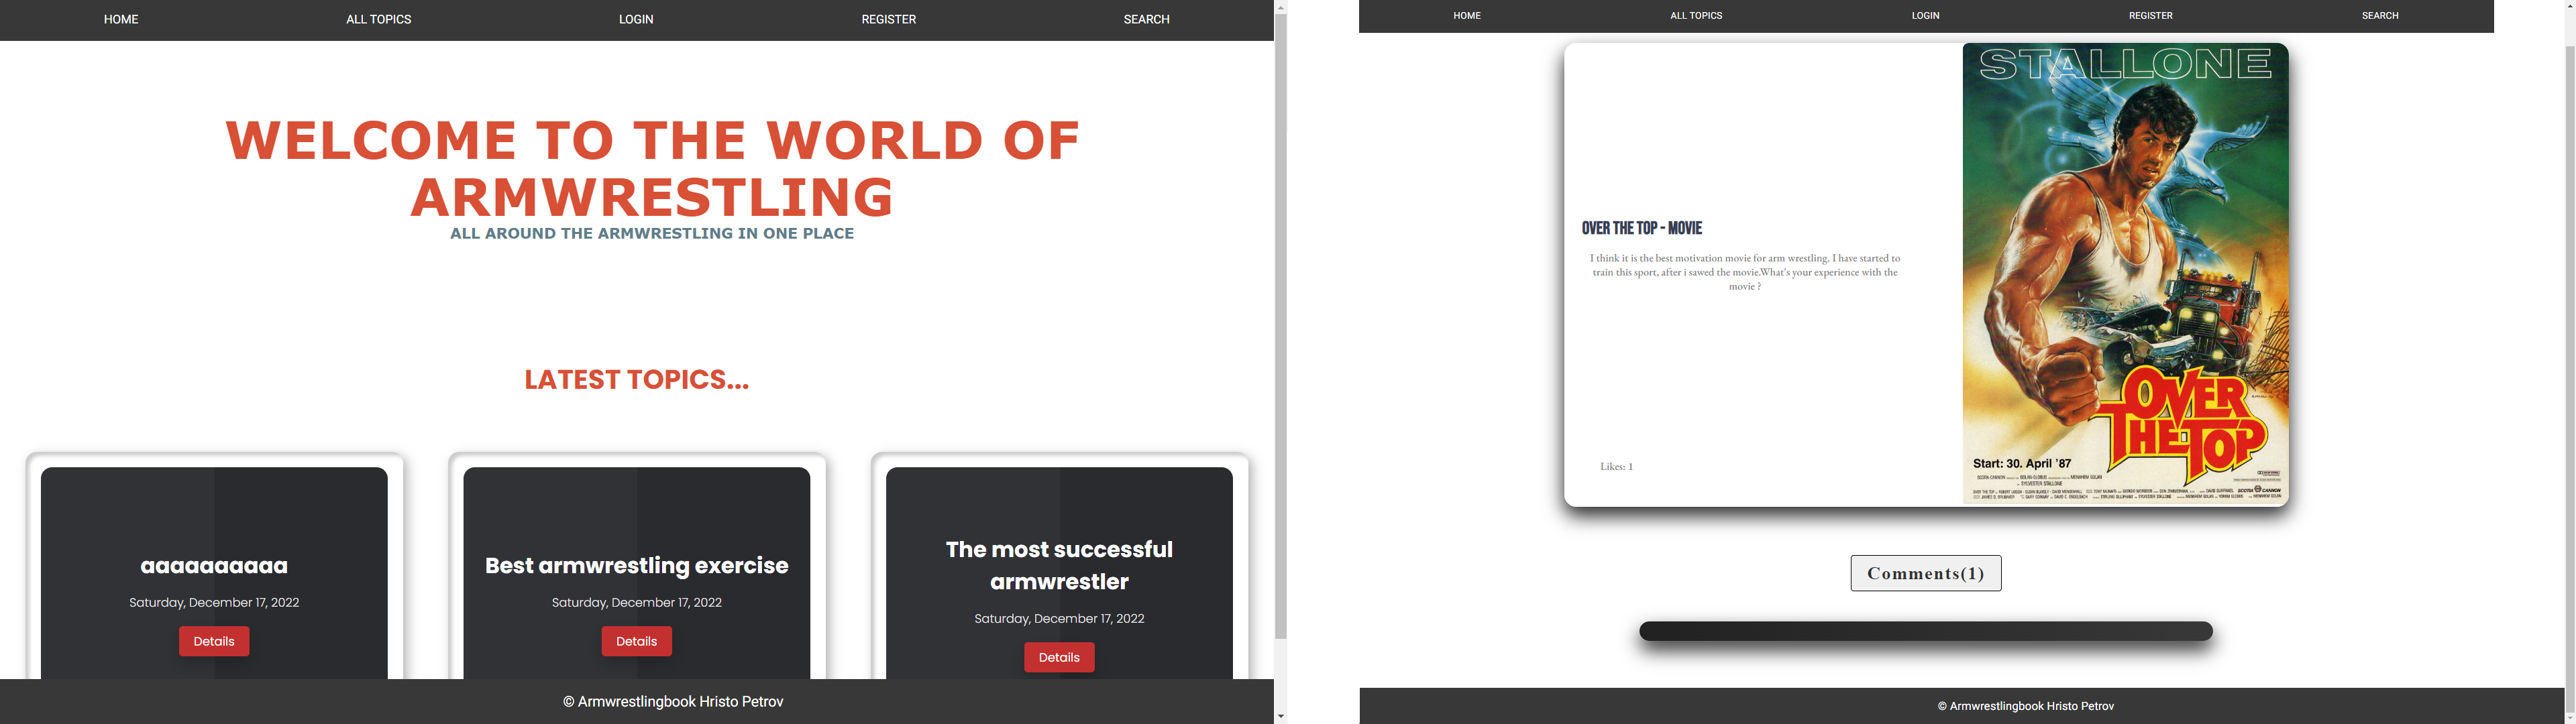 HOME
ALL TOPICS
LOGIN
REGISTER
SEARCH
WELCOME TO THE WORLD OF
ARMWRESTLING
ALL AROUND THE ARMWRESTLING IN ONE PLACE
LATEST TOPICS...
aaaaaaaaaa
Saturday, December 17, 2022
Details
Best armwrestling exercise
Saturday, December 17, 2022
Details
The most successful
armwrestler
Saturday, December 17, 2022
Details
© Armwrestlingbook Hristo Petrov
HOME
ALL TOPICS
LOGIN
REGISTER
SEARCH
OVER THE TOP - MOVIE
I think it is the best motivation movie for arm wrestling. I have started to
train this sport, after i sawed the movie.What's your experience with the
movie ?
Likes: 1
STALLONE
OVER
THE TOP
Start: 30. April '87
Comments(1)
© Armwrestlingbook Hristo Petrov